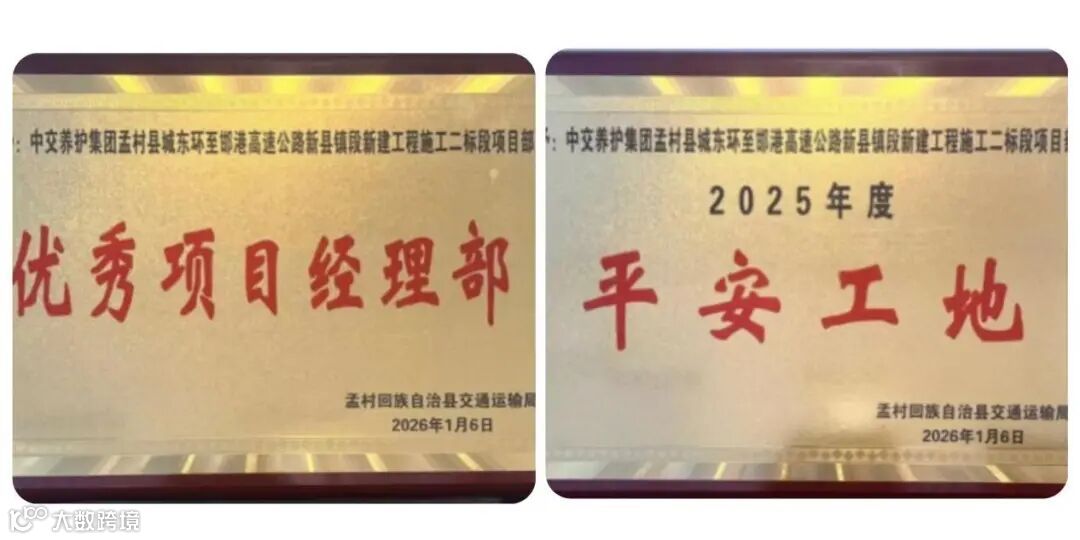 ：中交养护集团孟村县城东环至邯港高速公路新县镇段新建工程施工二标段项目部
优秀项目经理部
孟村回族自治县交通运输局
2026年1月6日
：中交养护集团孟村县城东环至邯港高速公路新县镇段新建工程施工二标段项目
2025年度
平安工地
孟村回族自治县交通运输局
2026年1月6日
大数跨境